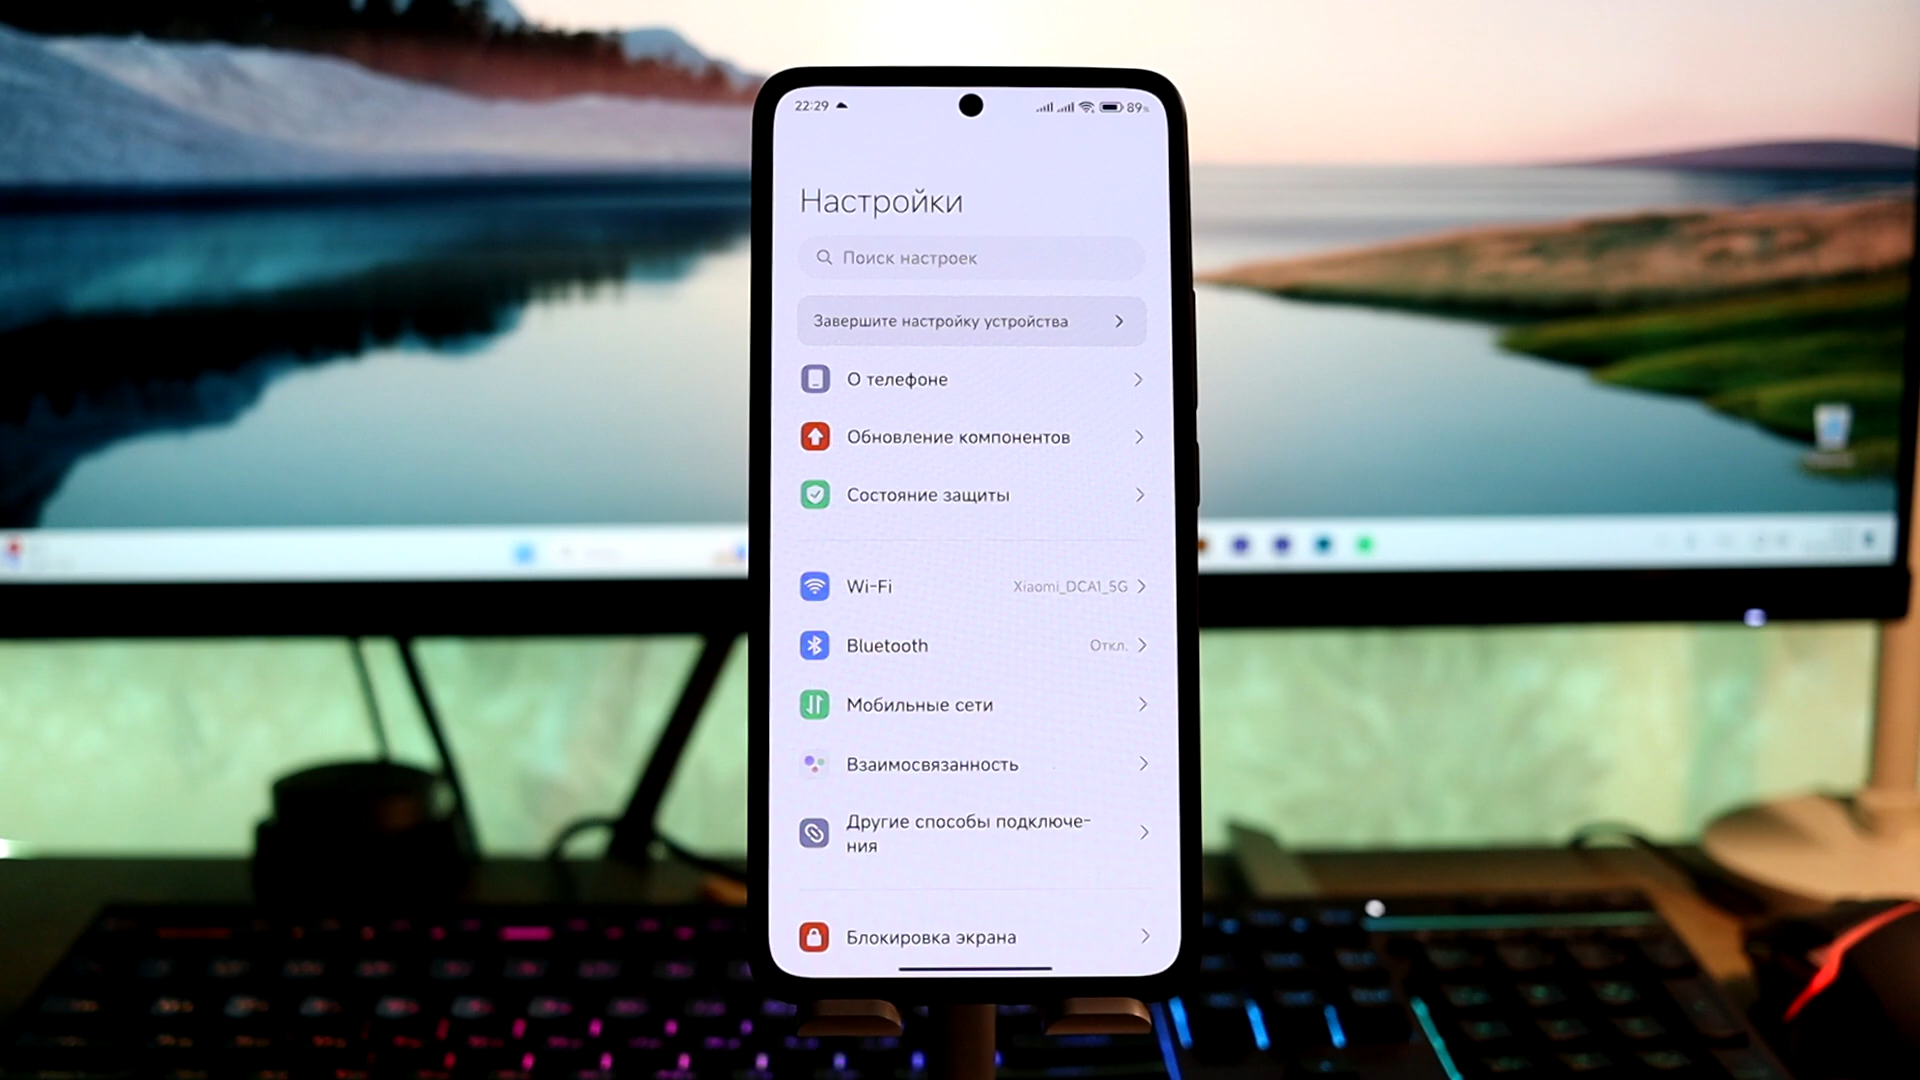 22:29
89%
Настройки
Поиск настроек
Завершите настройку устройства
О телефоне
Обновление компонентов
Состояние защиты
Wi-Fi
Xiaomi_DCA1_5G
Bluetooth
Откл.
Мобильные сети
Взаимосвязанность
Другие способы подключе-
ния
Блокировка экрана